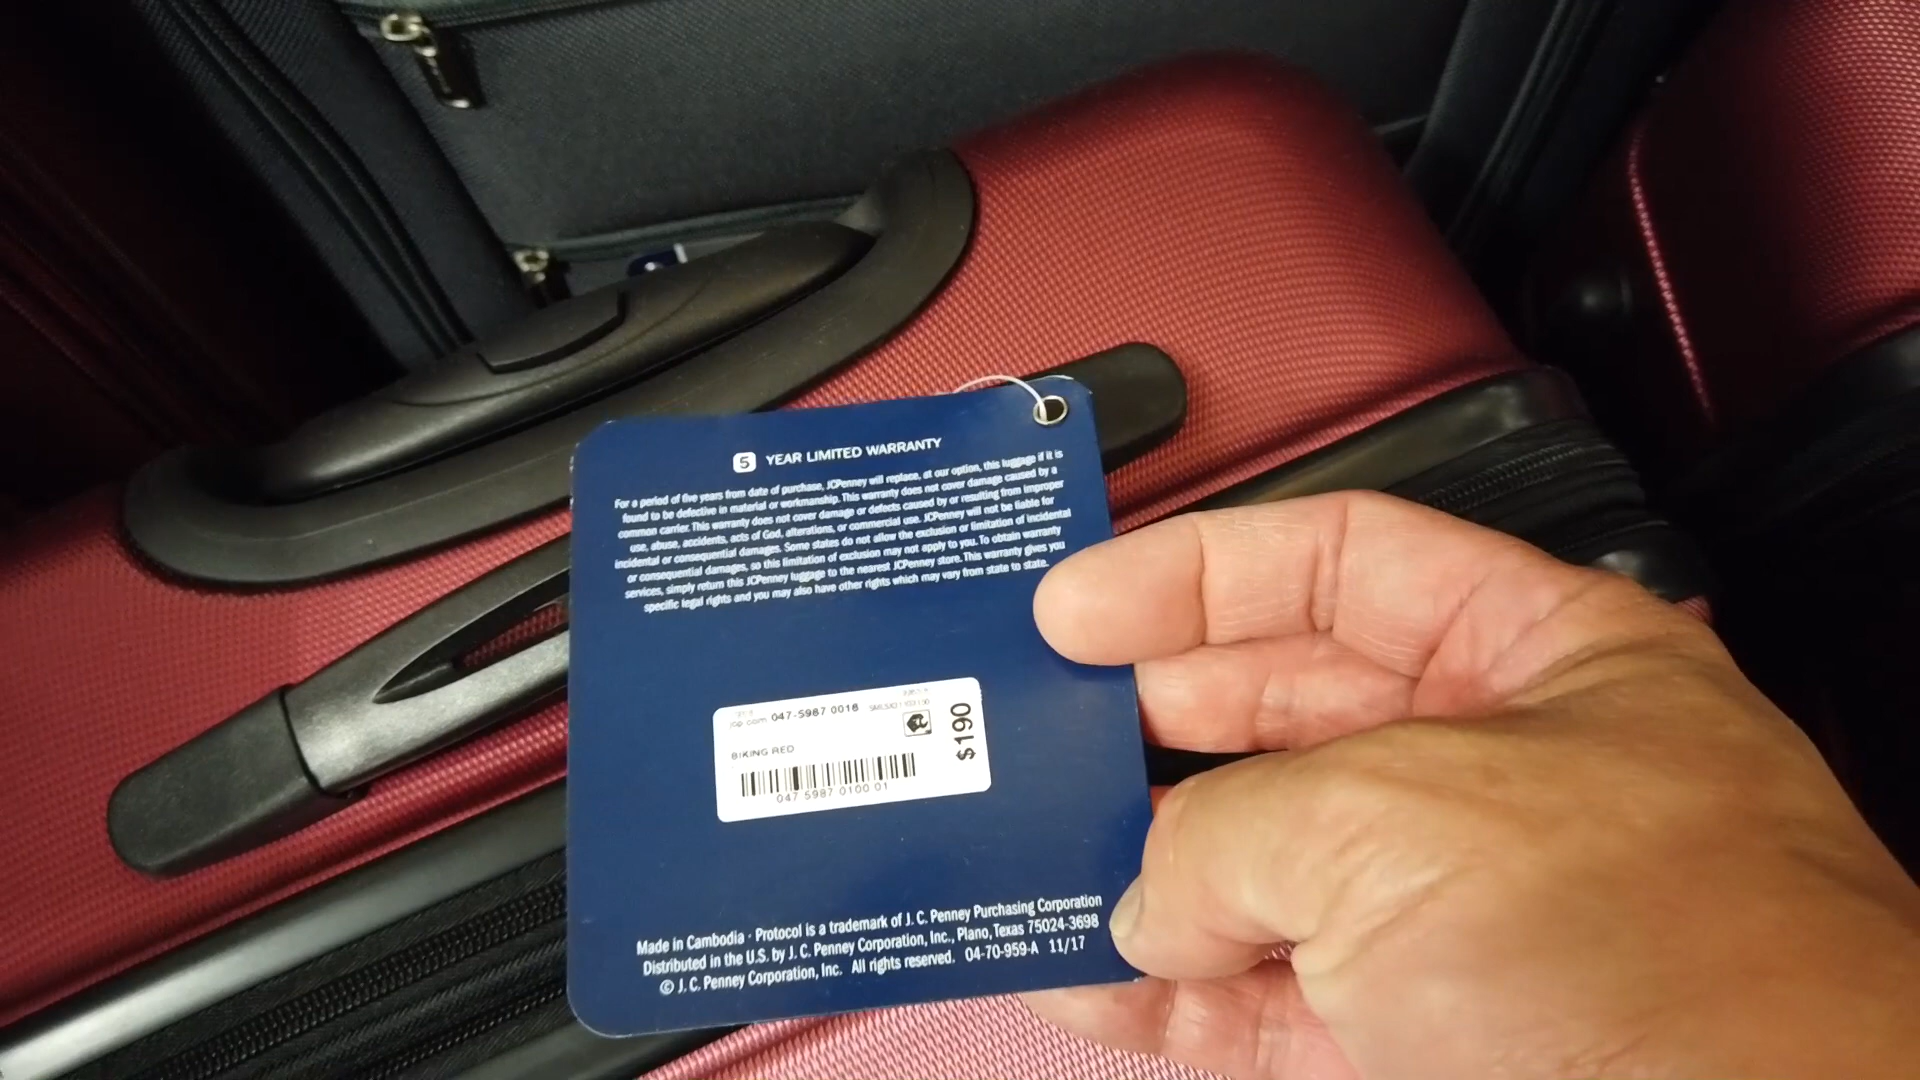 5 YEAR LIMITED WARRANTY
For a period of five years from date of purchase, JCPenney will replace, at our option, this luggage if it is
found to be defective in material or workmanship. This warranty does not cover damage caused by a
common carrier. This warranty does not cover damage or defects caused by or resulting from improper
use, abuse, accidents, acts of God, alterations, or commercial use. JCPenney will not be liable for
incidental or consequential damages. Some states do not allow the exclusion or limitation of incidental
or consequential damages, so this limitation of exclusion may not apply to you. To obtain warranty
services, simply return this JCPenney luggage to the nearest JCPenney store. This warranty gives you
specific legal rights and you may also have other rights which may vary from state to state.
jcp.com 047-5987 0018
$190
BIKING RED
047 5987 0100 01
Made in Cambodia · Protocol is a trademark of J. C. Penney Purchasing Corporation
Distributed in the U.S. by J. C. Penney Corporation, Inc., Plano, Texas 75024-3698
© J. C. Penney Corporation, Inc. All rights reserved. 04-70-959-A 11/17